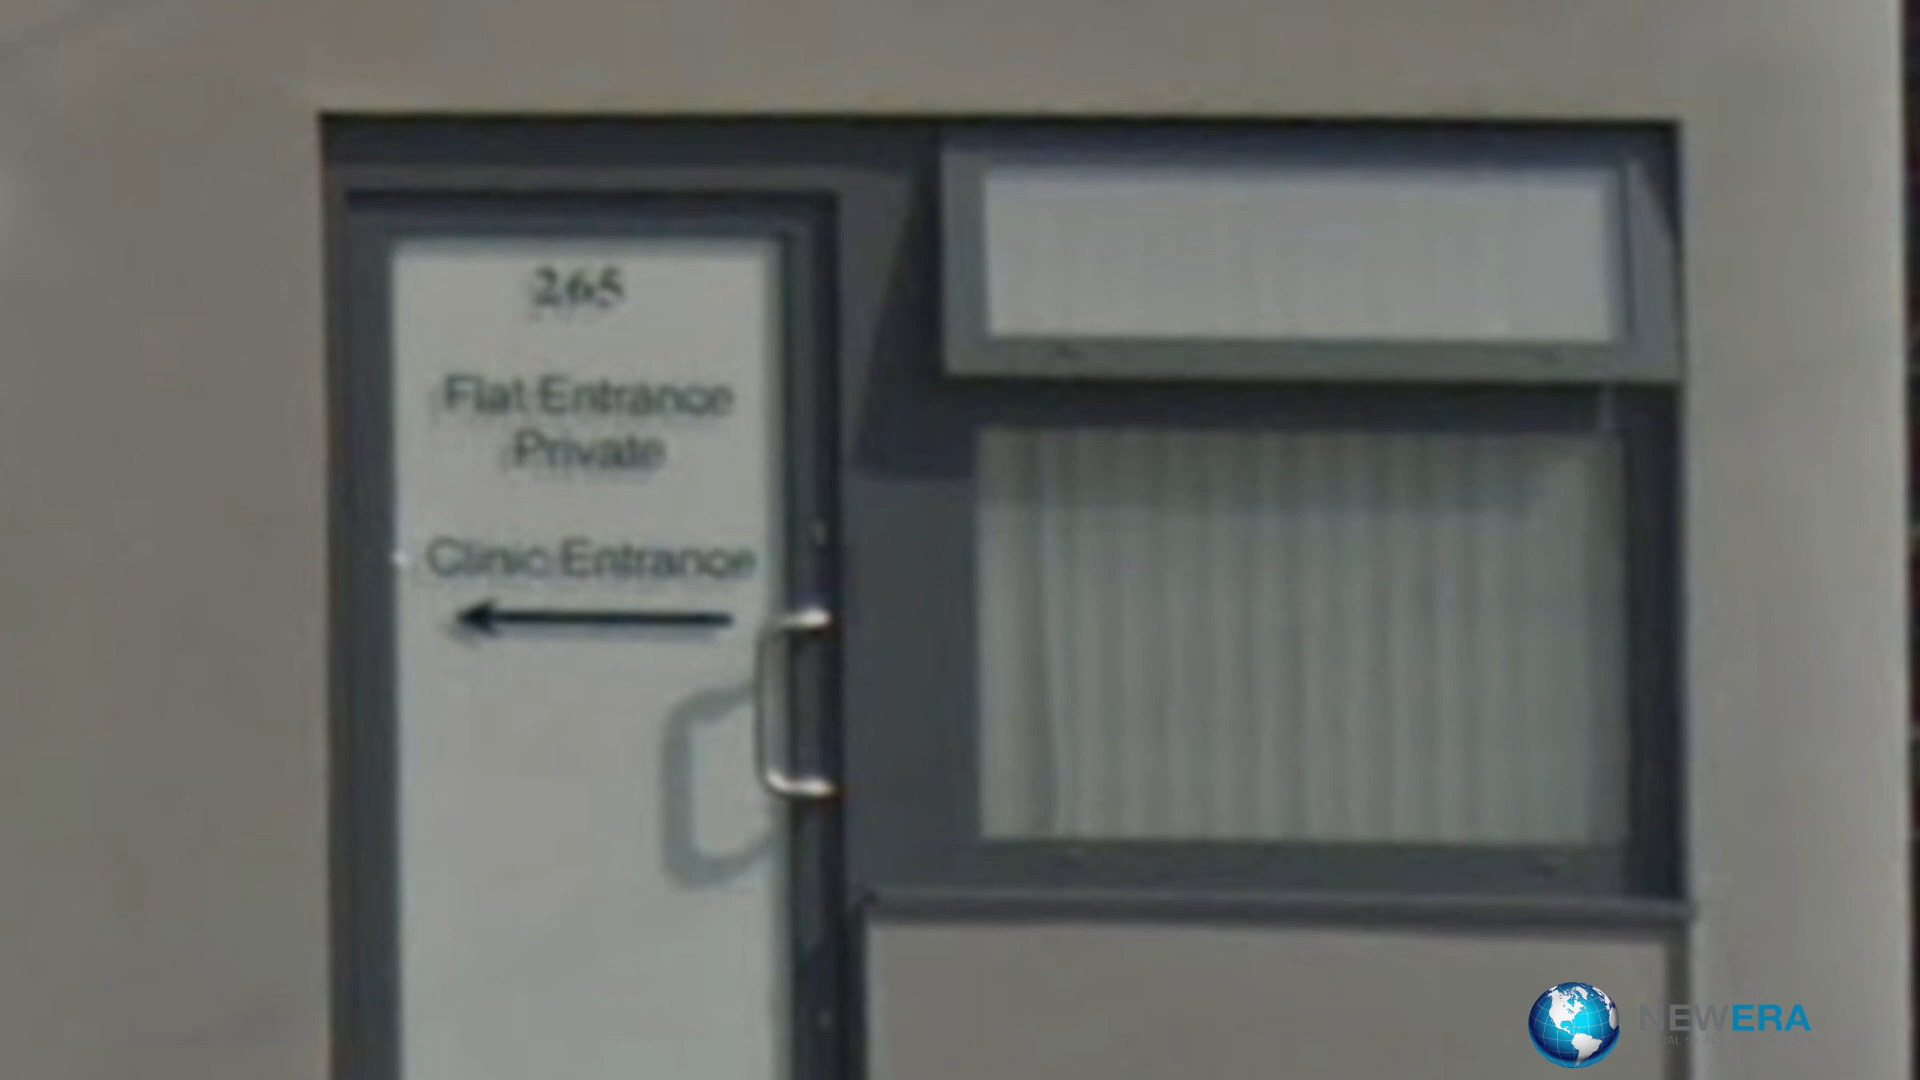 265
Flat Entrance
Private
Clinic Entrance
NEWERA